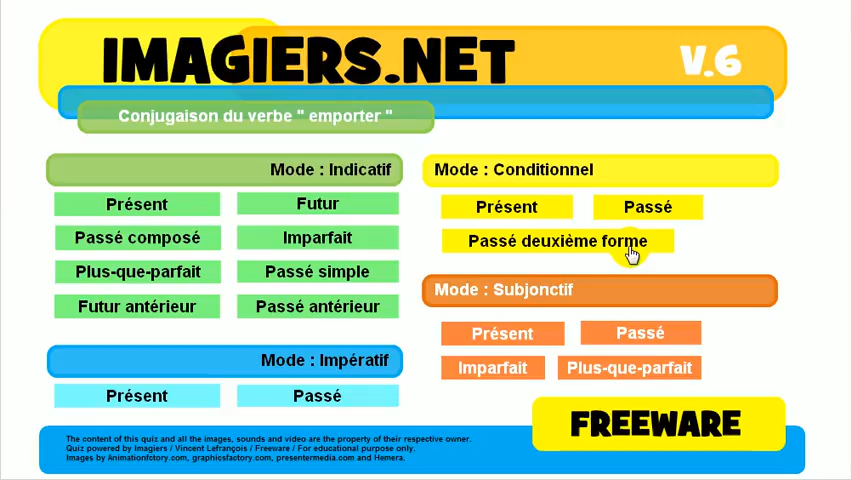 IMAGIERS.NET
V.6
Conjugaison du verbe " emporter "
Mode : Indicatif
Présent
Futur
Passé composé
Imparfait
Plus-que-parfait
Passé simple
Futur antérieur
Passé antérieur
Mode : Impératif
Présent
Passé
Mode : Conditionnel
Présent
Passé
Passé deuxième forme
Mode : Subjonctif
Présent
Passé
Imparfait
Plus-que-parfait
FREEWARE
The content of this quiz and all the images, sounds and video are the property of their respective owner.
Quiz powered by Imagiers / Vincent Lefrançois / Freeware / For educational purpose only.
Images by Animationfctory.com, graphicsfactory.com, presentermedia.com and Hemera.